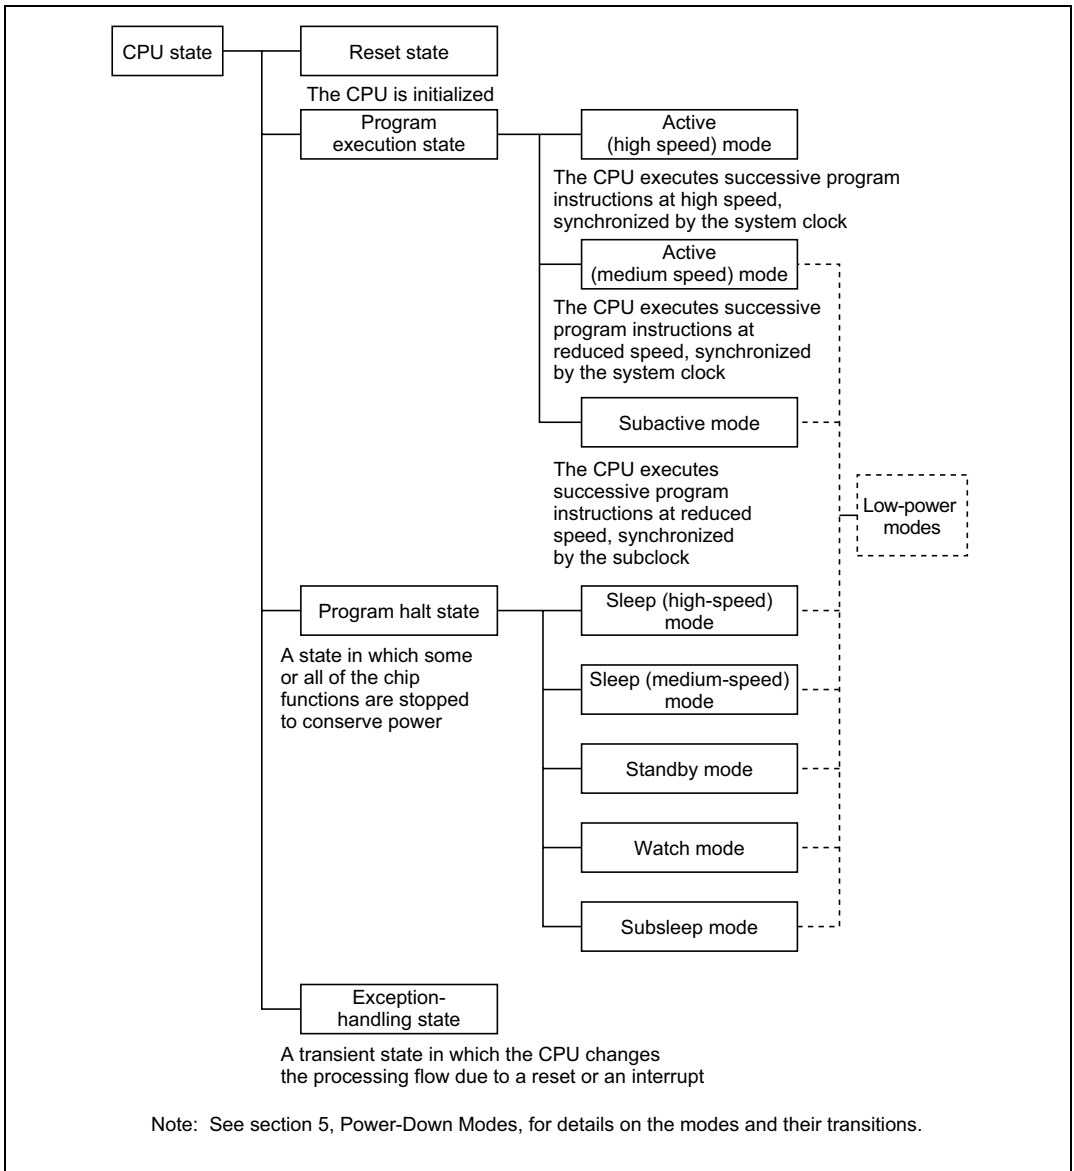 CPU state
Reset state
The CPU is initialized
Program
execution state
Active
(high speed) mode
The CPU executes successive program
instructions at high speed,
synchronized by the system clock
Active
(medium speed) mode
The CPU executes successive
program instructions at
reduced speed, synchronized
by the system clock
Subactive mode
The CPU executes
successive program
instructions at reduced
speed, synchronized
by the subclock
Low-power
modes
Program halt state
A state in which some
or all of the chip
functions are stopped
to conserve power
Sleep (high-speed)
mode
Sleep (medium-speed)
mode
Standby mode
Watch mode
Subsleep mode
Exception-
handling state
A transient state in which the CPU changes
the processing flow due to a reset or an interrupt
Note: See section 5, Power-Down Modes, for details on the modes and their transitions.